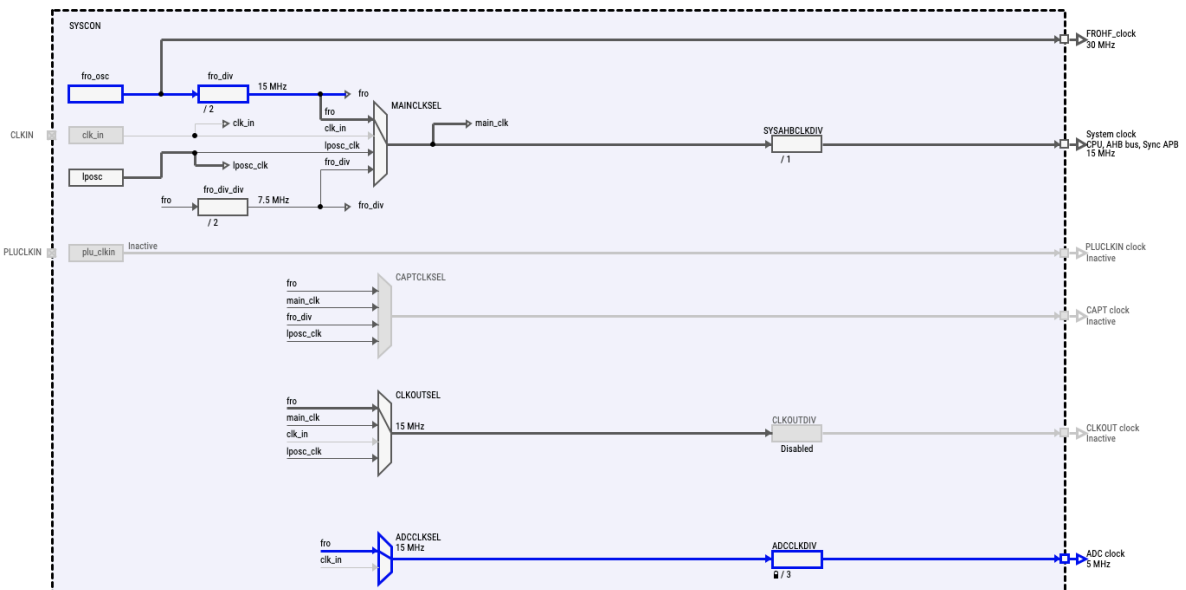 SYSCON
FROHF_clock
30 MHz
fro_osc
fro_div
15 MHz
fro
/ 2
fro
MAINCLKSEL
CLKIN
clk_in
clk_in
clk_in
main_clk
SYSAHBCLKDIV
System clock
CPU, AHB bus, Sync APB
15 MHz
/ 1
lposc_clk
lposc
lposc_clk
fro_div
fro_div_div
fro
7.5 MHz
fro_div
/ 2
PLUCLKIN
plu_clkin
Inactive
PLUCLKIN clock
Inactive
CAPTCLKSEL
fro
main_clk
fro_div
lposc_clk
CAPT clock
Inactive
CLKOUTSEL
fro
main_clk
15 MHz
clk_in
lposc_clk
CLKOUTDIV
Disabled
CLKOUT clock
Inactive
ADCCLKSEL
15 MHz
fro
clk_in
ADCCLKDIV
/ 3
ADC clock
5 MHz